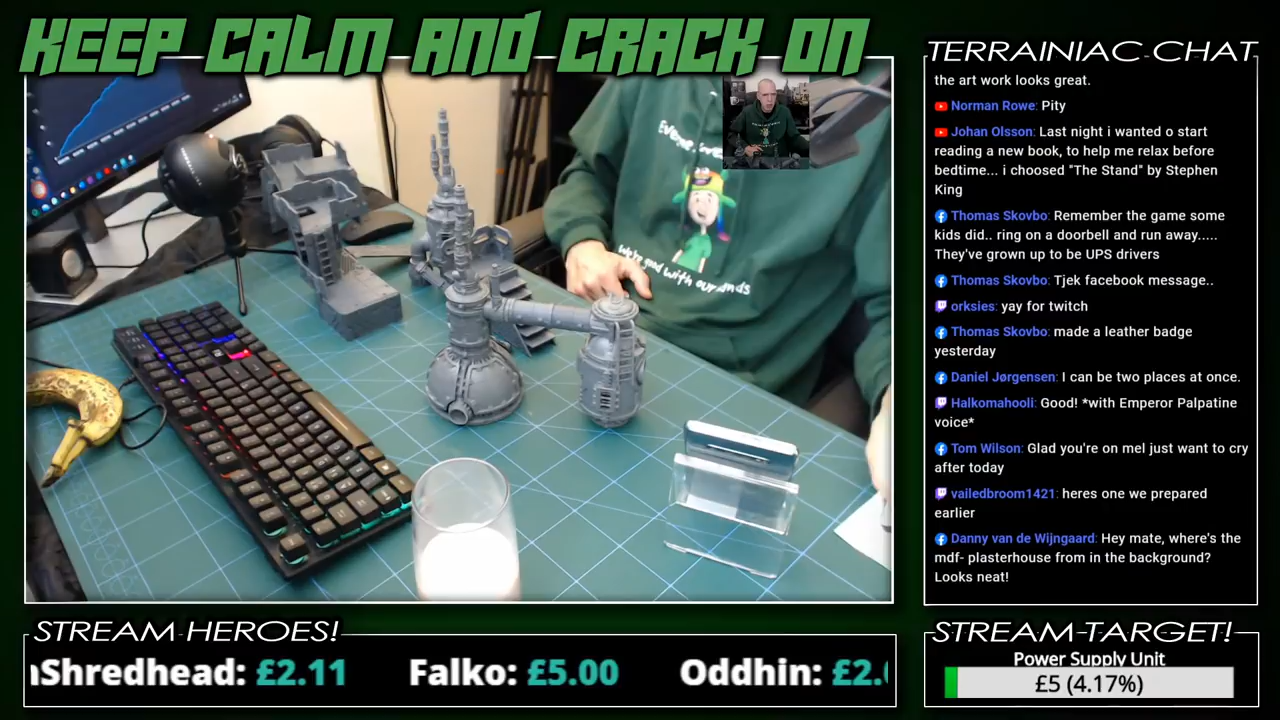 KEEP CALM AND CRACK ON
TERRAINIAC CHAT
the art work looks great.
Norman Rowe: Pity
Johan Olsson: Last night i wanted o start
reading a new book, to help me relax before
bedtime... i choosed "The Stand" by Stephen
King
Thomas Skovbo: Remember the game some
kids did.. ring on a doorbell and run away.....
They've grown up to be UPS drivers
Thomas Skovbo: Tjek facebook message..
orksies: yay for twitch
Thomas Skovbo: made a leather badge
yesterday
Daniel Jørgensen: I can be two places at once.
Halkomahooli: Good! *with Emperor Palpatine
voice*
Tom Wilson: Glad you're on mel just want to cry
after today
vailedbroom1421: heres one we prepared
earlier
Danny van de Wijngaard: Hey mate, where's the
mdf- plasterhouse from in the background?
Looks neat!
We're good with our hands
STREAM HEROES!
Shredhead: £2.11 Falko: £5.00 Oddhin: £2.
STREAM TARGET!
Power Supply Unit
£5 (4.17%)